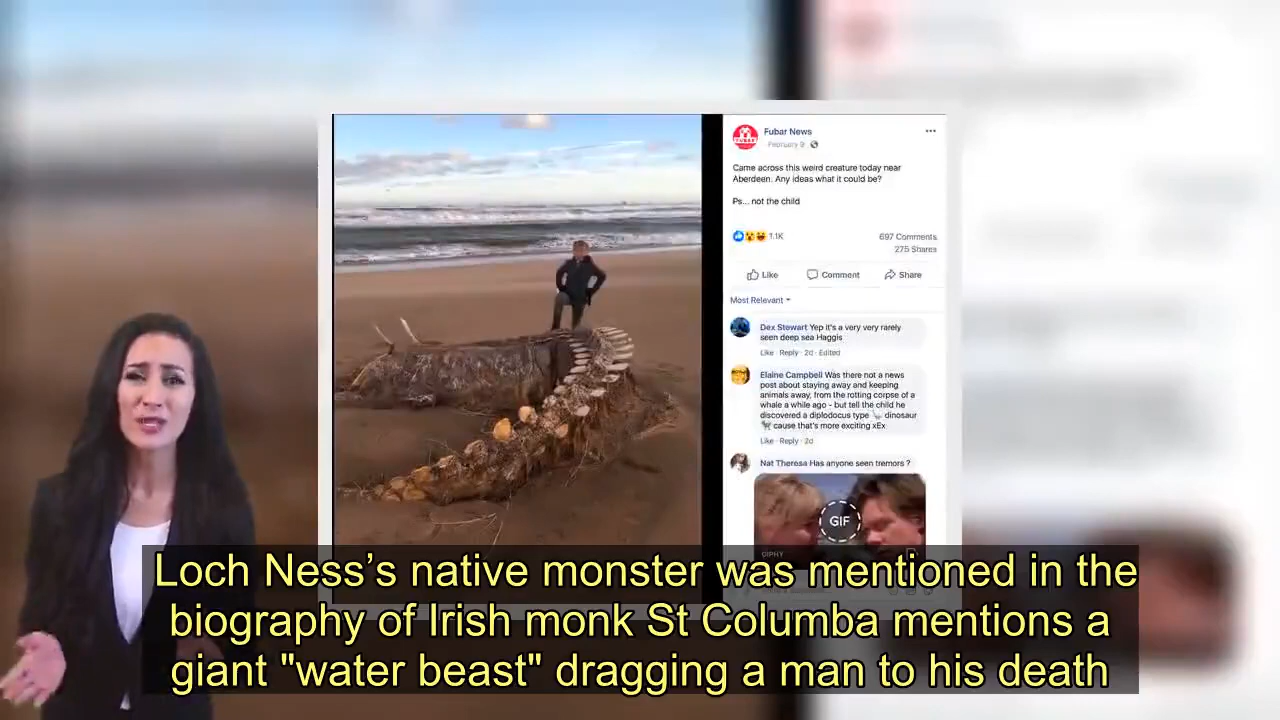 Fubar News
February 9
Came across this weird creature today near
Aberdeen. Any ideas what it could be?
Ps... not the child
1.1K
697 Comments
275 Shares
Like
Comment
Share
Most Relevant
Dex Stewart Yep it's a very very rarely
seen deep sea Haggis
Like · Reply · 2d · Edited
Elaine Campbell Was there not a news
post about staying away and keeping
animals away, from the rotting corpse of a
whale a while ago - but tell the child he
discovered a diplodocus type 🦕 dinosaur
🦖 cause that's more exciting xEx
Like · Reply · 2d
Nat Theresa Has anyone seen tremors ?
GIF
GIPHY
Loch Ness’s native monster was mentioned in the
biography of Irish monk St Columba mentions a
giant "water beast" dragging a man to his death